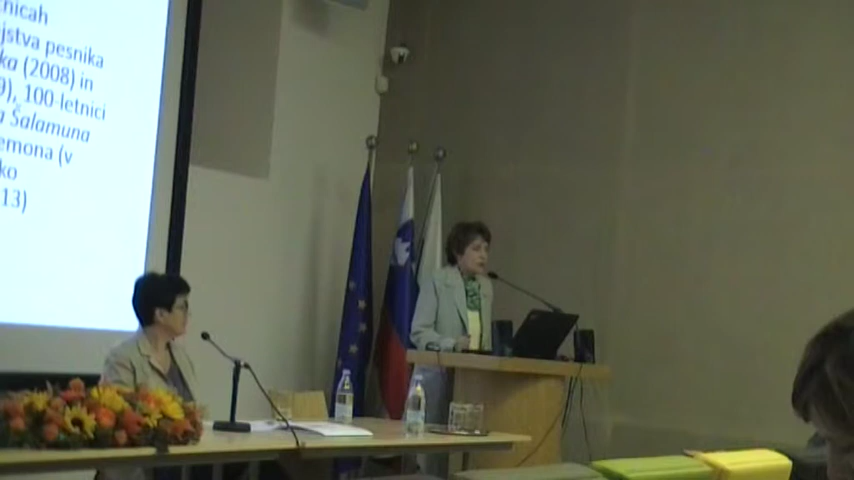 nicah
jstva pesnika
ka (2008) in
9), 100-letnici
a Šalamuna
emona (v
ko
13)